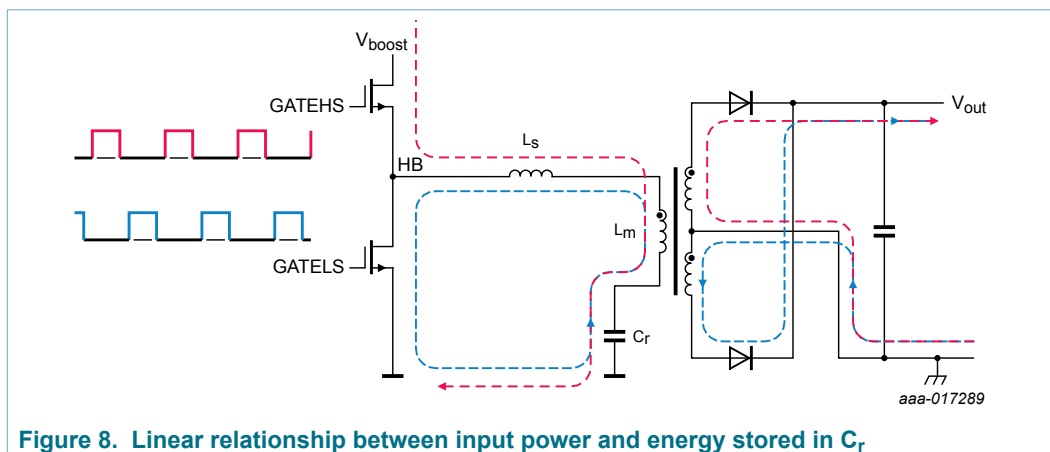 Vboost
GATEHS
Ls
HB
Vout
Lm
GATELS
Cr
aaa-017289
Figure 8. Linear relationship between input power and energy stored in Cr